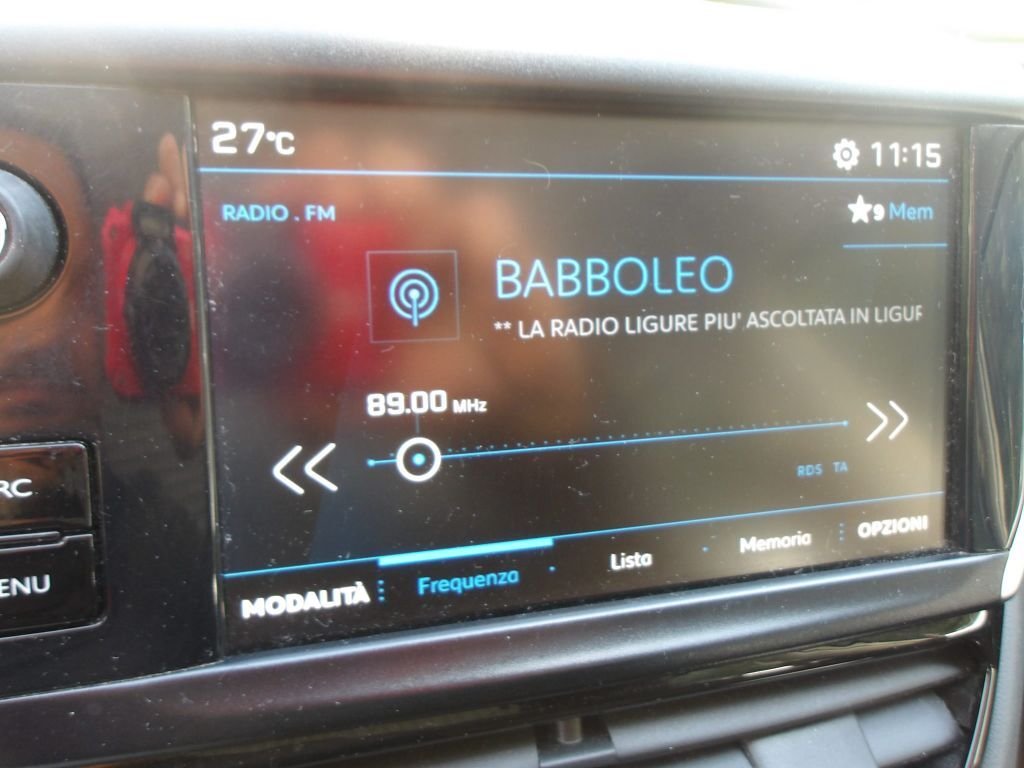 27°C
11:15
RADIO . FM
9 Mem
BABBOLEO
** LA RADIO LIGURE PIU' ASCOLTATA IN LIGUR
89.00 MHz
RDS TA
RC
MENU
MODALITÀ Frequenza Lista Memoria OPZIONI